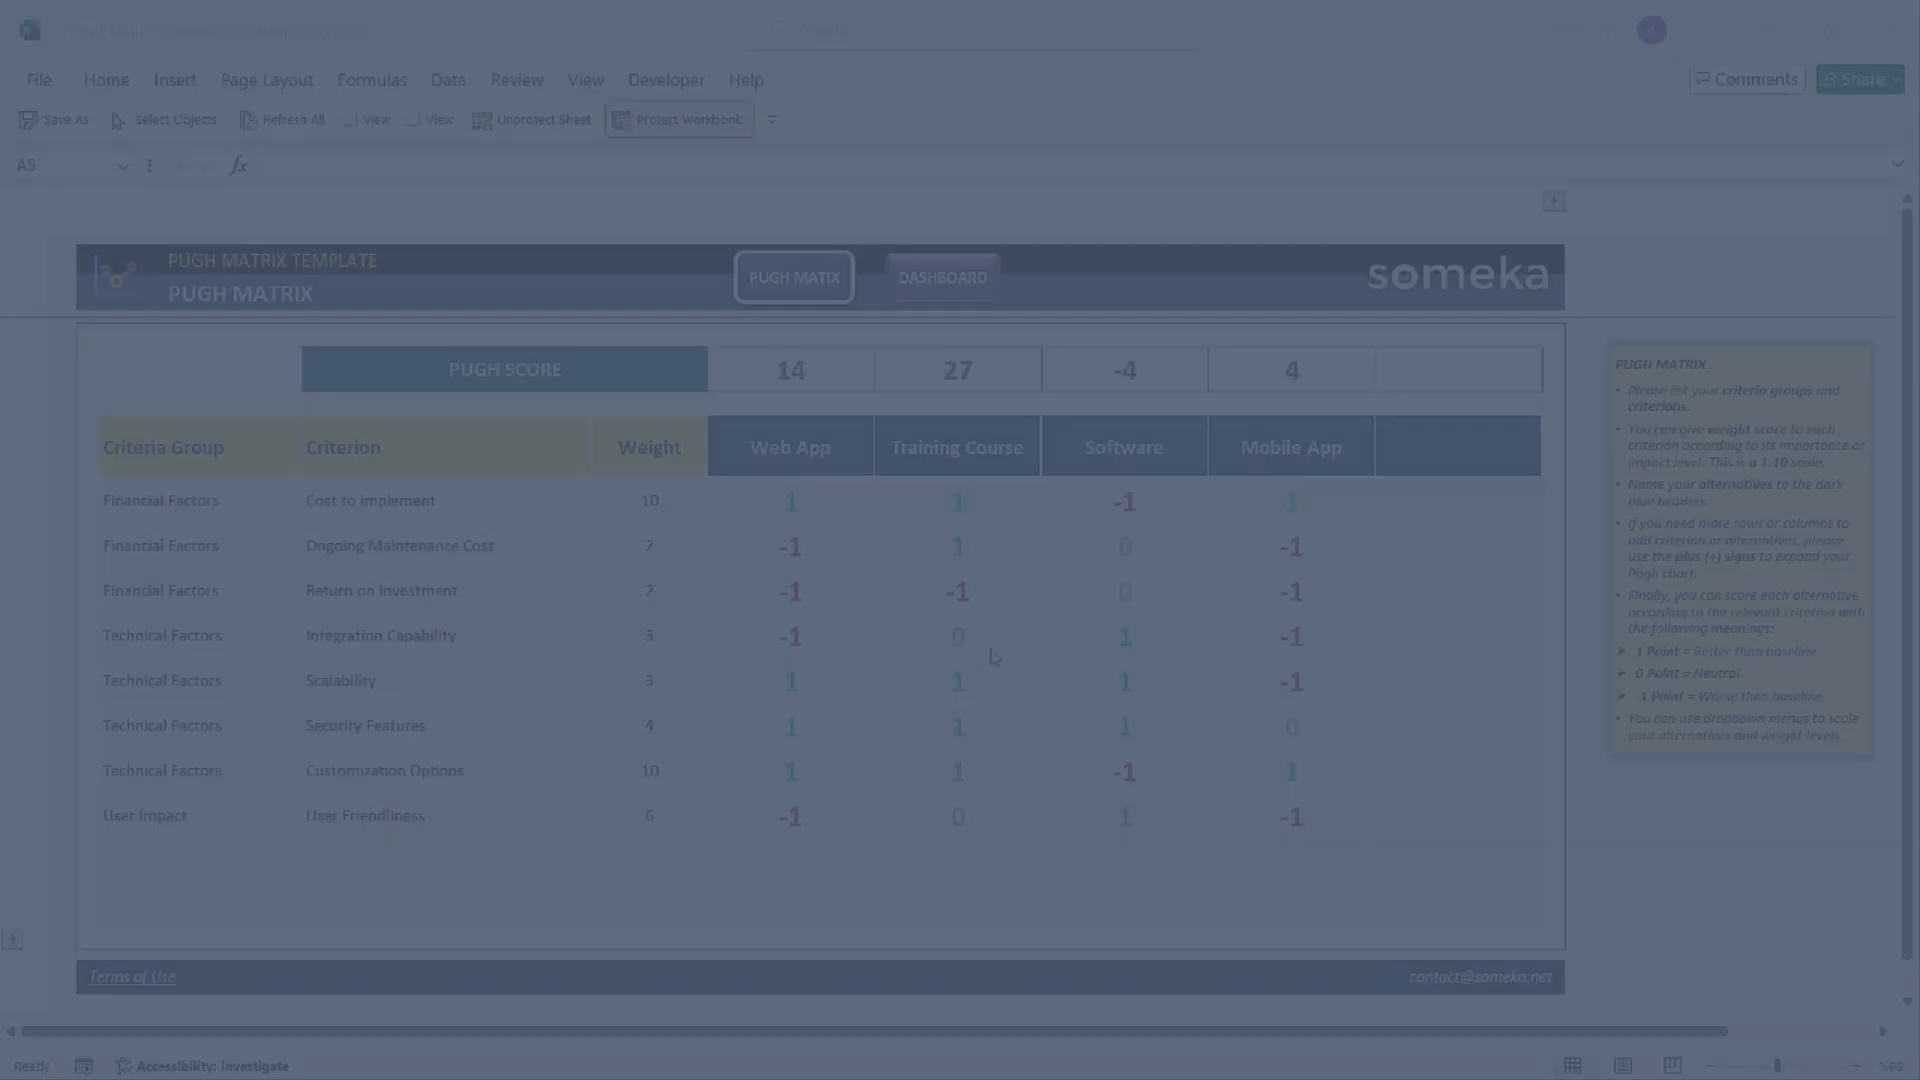 File Home Insert Page Layout Formulas Data Review View Developer Help Comments Share
Save As Select Objects Refresh All View View Unprotect Sheet Protect Workbook
A5 fx
PUGH MATRIX TEMPLATE
PUGH MATRIX
PUGH MATIX DASHBOARD
someka
PUGH SCORE 14 27 -4 4
Criteria Group Criterion Weight Web App Training Course Software Mobile App
Financial Factors Cost to implement 10 1 1 -1 1
Financial Factors Ongoing Maintenance Cost 2 -1 1 0 -1
Financial Factors Return on Investment 2 -1 -1 0 -1
Technical Factors Integration Capability 3 -1 0 1 -1
Technical Factors Scalability 3 1 1 1 -1
Technical Factors Security Features 4 1 1 1 0
Technical Factors Customization Options 10 1 1 -1 1
User Impact User Friendliness 6 -1 0 1 -1
PUGH MATRIX
• Please list your criteria groups and
criterions.
• You can give weight score to each
criterion according to its importance or
impact level. This is a 1-10 scale.
• Name your alternatives to the dark
blue headers.
• If you need more rows or columns to
add criterion or alternatives, please
use the plus (+) signs to expand your
Pugh chart.
• Finally, you can score each alternative
according to the relevant criterion with
the following meanings:
➤ 1 Point = Better than baseline
➤ 0 Point = Neutral
➤ -1 Point = Worse than baseline
• You can use dropdown menus to scale
your alternatives and weight levels.
Terms of Use contact@someka.net
Ready Accessibility: Investigate